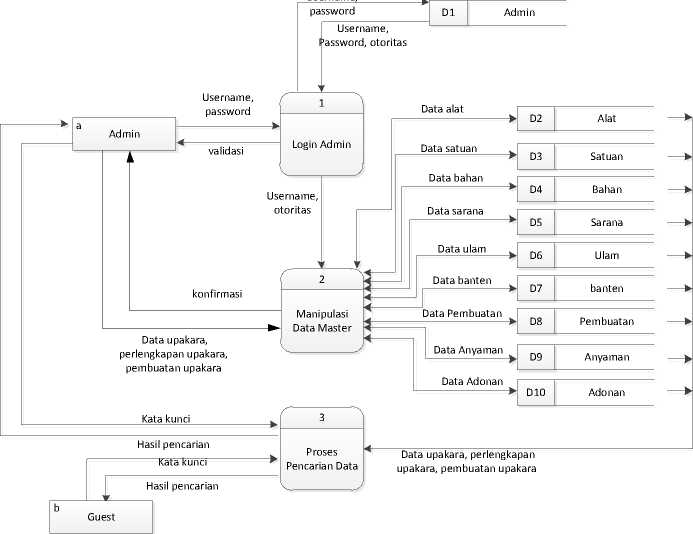 Username,
password
D1
Admin
Username,
Password, otoritas
a
Admin
Username,
password
validasi
1
Login Admin
Username,
otoritas
Data alat
D2
Alat
Data satuan
D3
Satuan
Data bahan
D4
Bahan
Data sarana
D5
Sarana
Data ulam
D6
Ulam
Data banten
D7
banten
Data Pembuatan
D8
Pembuatan
Data Anyaman
D9
Anyaman
Data Adonan
D10
Adonan
2
Manipulasi
Data Master
konfirmasi
Data upakara,
perlengkapan upakara,
pembuatan upakara
3
Proses
Pencarian Data
Kata kunci
Hasil pencarian
Kata kunci
Hasil pencarian
Data upakara, perlengkapan
upakara, pembuatan upakara
b
Guest